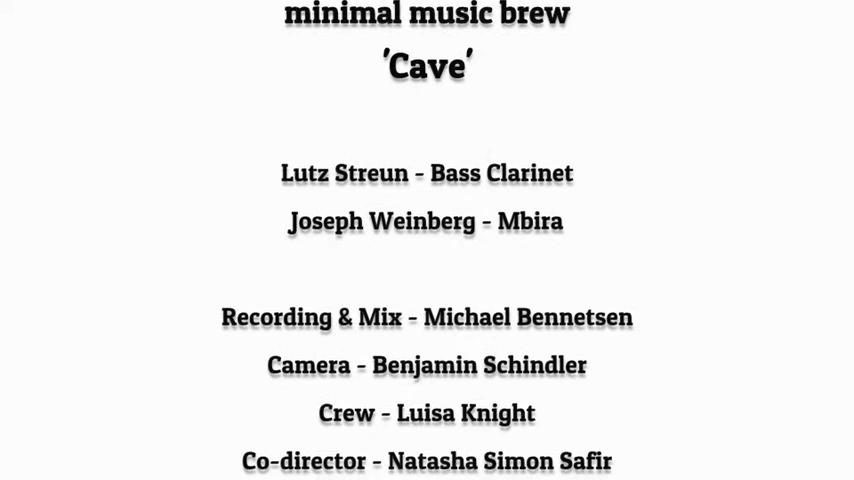 minimal music brew
'Cave'
Lutz Streun - Bass Clarinet
Joseph Weinberg - Mbira
Recording & Mix - Michael Bennetsen
Camera - Benjamin Schindler
Crew - Luisa Knight
Co-director - Natasha Simon Safir